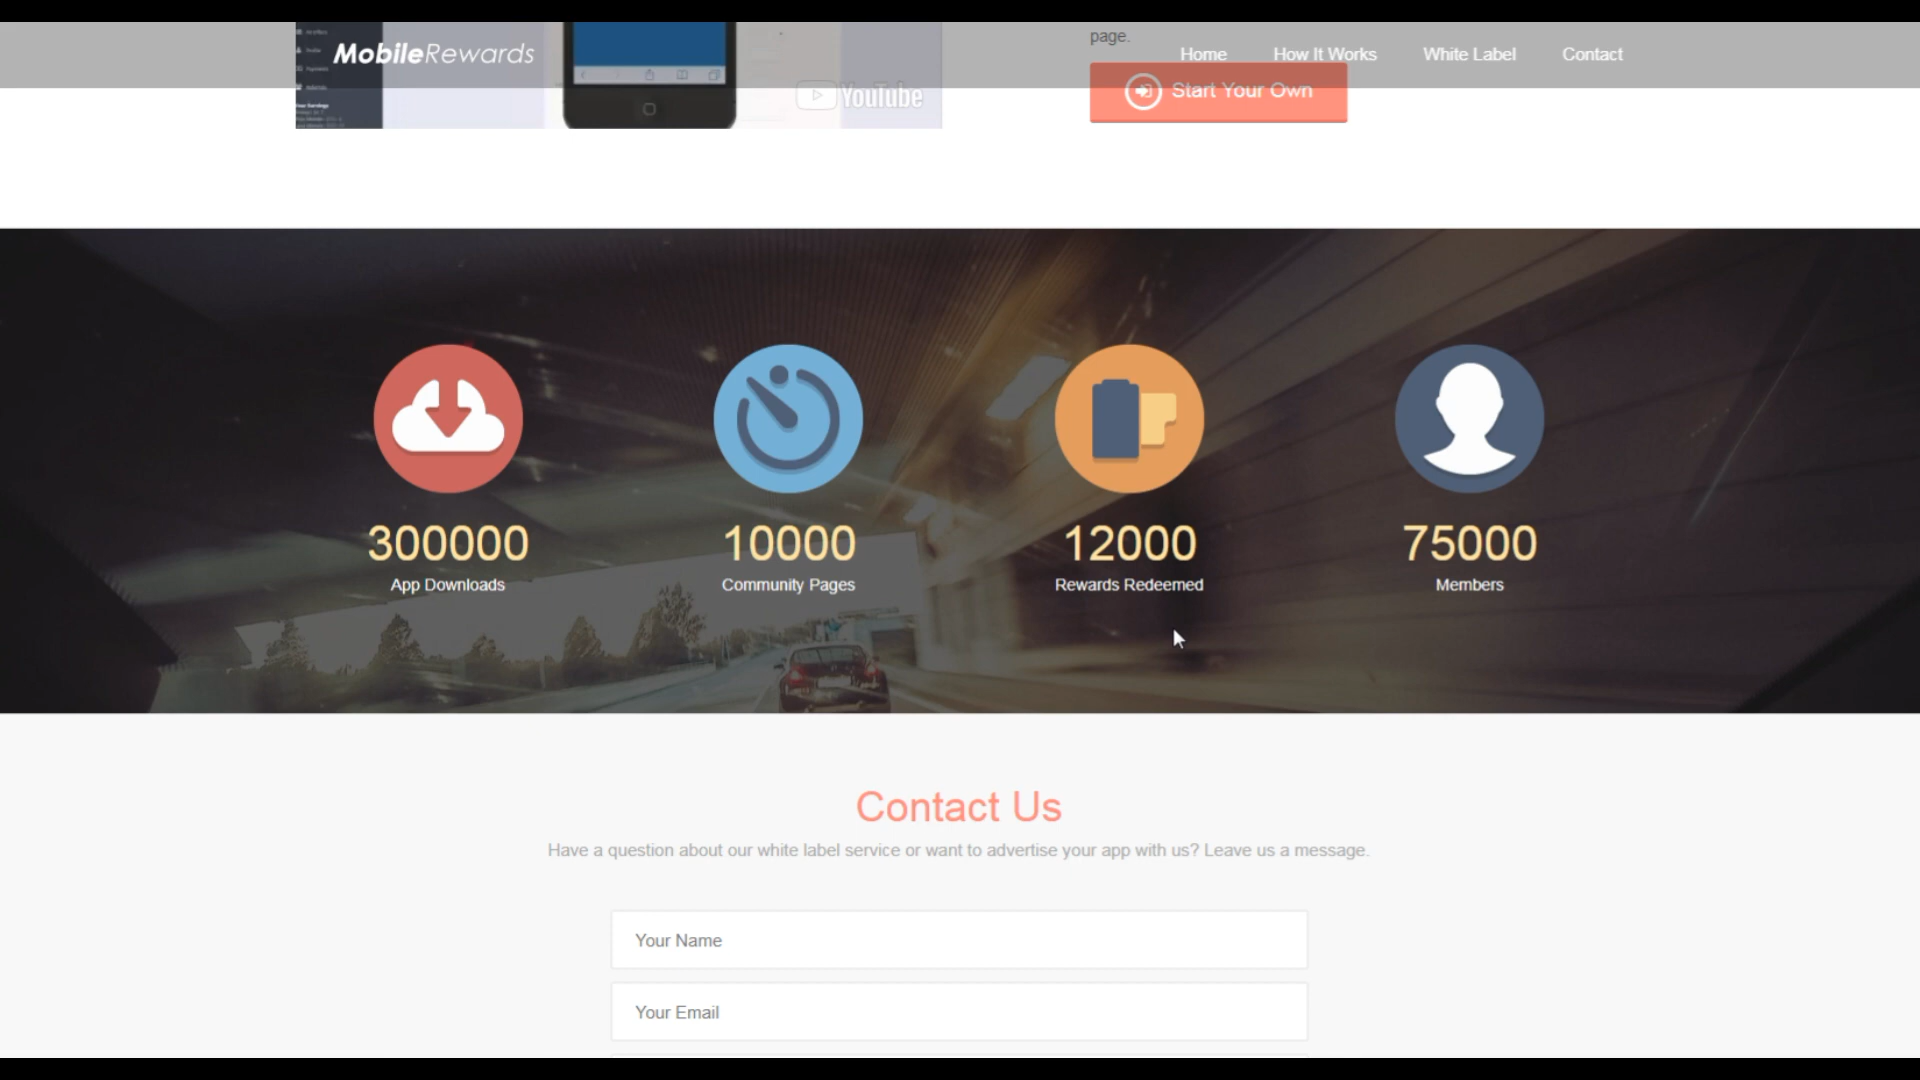 page.
MobileRewards
Home
How It Works
White Label
Contact
YouTube
Start Your Own
300000
App Downloads
10000
Community Pages
12000
Rewards Redeemed
75000
Members
Contact Us
Have a question about our white label service or want to advertise your app with us? Leave us a message.
Your Name
Your Email